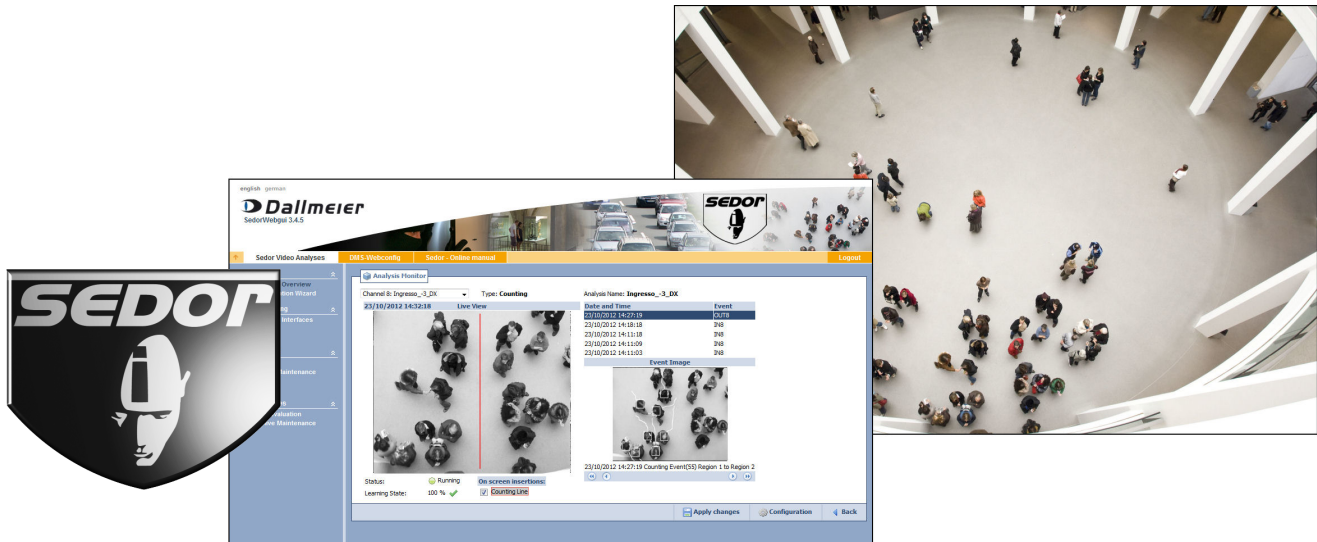 english german
Dallmeier
SedorWebgui 3.4.5
SEDOR
Sedor Video Analyses DMS-Webconfig Sedor - Online manual Logout
SEDOR
Overview
Wizard
Interfaces
Maintenance
Maintenance
Analysis Monitor
Channel 8: Ingresso_-3_DX Type: Counting Analysis Name: Ingresso_-3_DX
23/10/2012 14:32:18 Live View Date and Time Event
23/10/2012 14:27:19 OUT8
23/10/2012 14:18:18 IN8
23/10/2012 14:11:18 IN8
23/10/2012 14:11:09 IN8
23/10/2012 14:11:03 IN8
Event Image
23/10/2012 14:27:19 Counting Event(55) Region 1 to Region 2
Status: Running On screen insertions:
Learning State: 100 % Counting Line
Apply changes Configuration Back